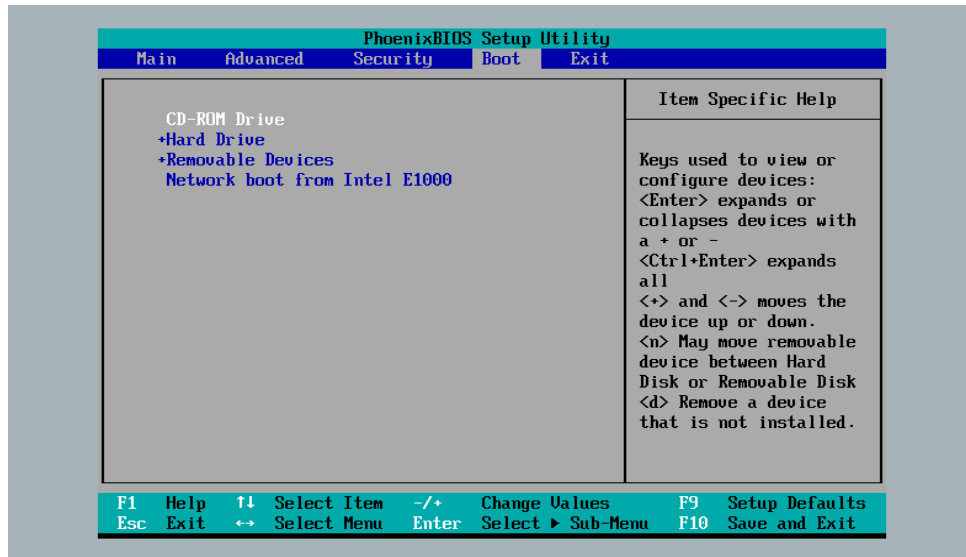 PhoenixBIOS Setup Utility
Main Advanced Security Boot Exit
CD-ROM Drive
+Hard Drive
+Removable Devices
Network boot from Intel E1000
Item Specific Help
Keys used to view or
configure devices:
<Enter> expands or
collapses devices with
a + or -
<Ctrl+Enter> expands
all
<+> and <-> moves the
device up or down.
<n> May move removable
device between Hard
Disk or Removable Disk
<d> Remove a device
that is not installed.
F1 Help ↑↓ Select Item -/+ Change Values F9 Setup Defaults
Esc Exit ↔ Select Menu Enter Select ▶ Sub-Menu F10 Save and Exit